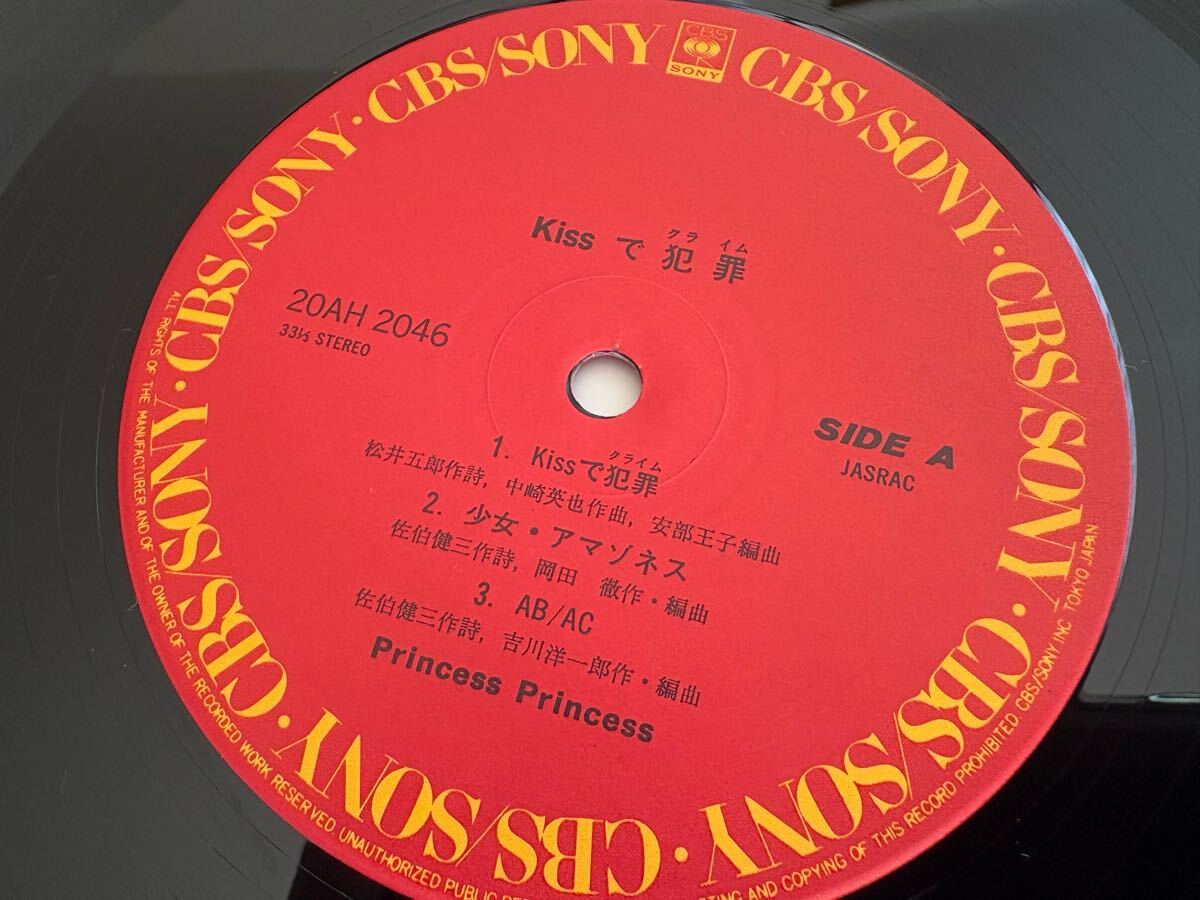 CBS/SONY · CBS/SONY · CBS/SONY · CBS/SONY · CBS/SONY · CBS/SONY · CBS/SONY · CBS/SONY · CBS/SONY
CBS
SONY
クライム
Kiss で 犯罪
20AH 2046
33⅓ STEREO
SIDE A
JASRAC
クライム
1. Kissで犯罪
松井五郎作詩, 中崎英也作曲, 安部王子編曲
2. 少女・アマゾネス
佐伯健三作詩, 岡田 徹作・編曲
3. AB/AC
佐伯健三作詩, 吉川洋一郎作・編曲
Princess Princess
ALL RIGHTS OF THE MANUFACTURER AND OF THE OWNER OF THE RECORDED WORK RESERVED UNAUTHORIZED PUBLIC
AND COPYING OF THIS RECORD PROHIBITED CBS/SONY INC TOKYO JAPAN